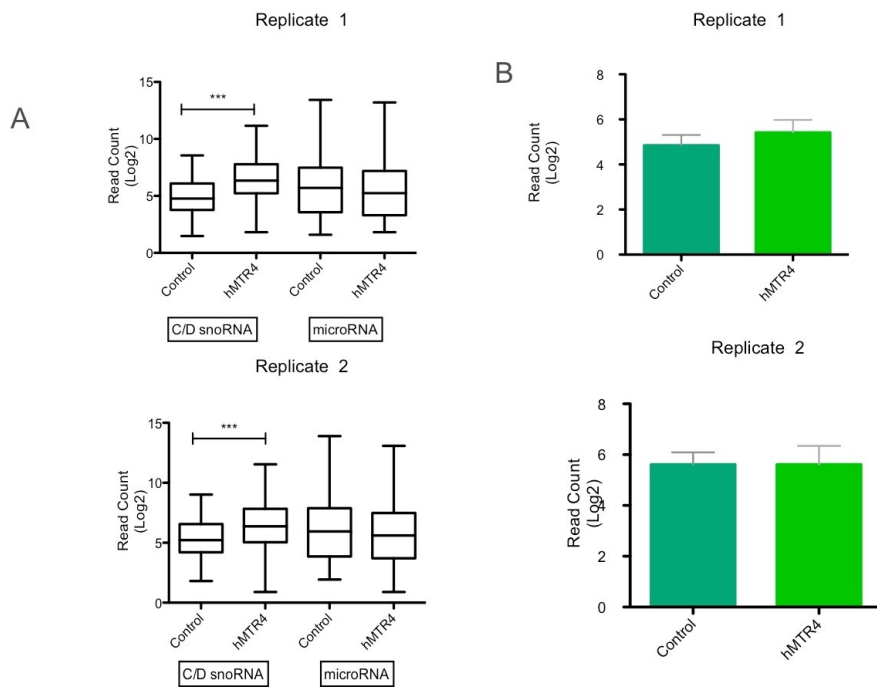 A
Replicate 1
Read Count
(Log2)
15
10
5
0
***
Control
hMTR4
Control
hMTR4
C/D snoRNA
microRNA
Replicate 2
Read Count
(Log2)
15
10
5
0
***
Control
hMTR4
Control
hMTR4
C/D snoRNA
microRNA
B
Replicate 1
Read Count
(Log2)
8
6
4
2
0
Control
hMTR4
Replicate 2
Read Count
(Log2)
8
6
4
2
0
Control
hMTR4